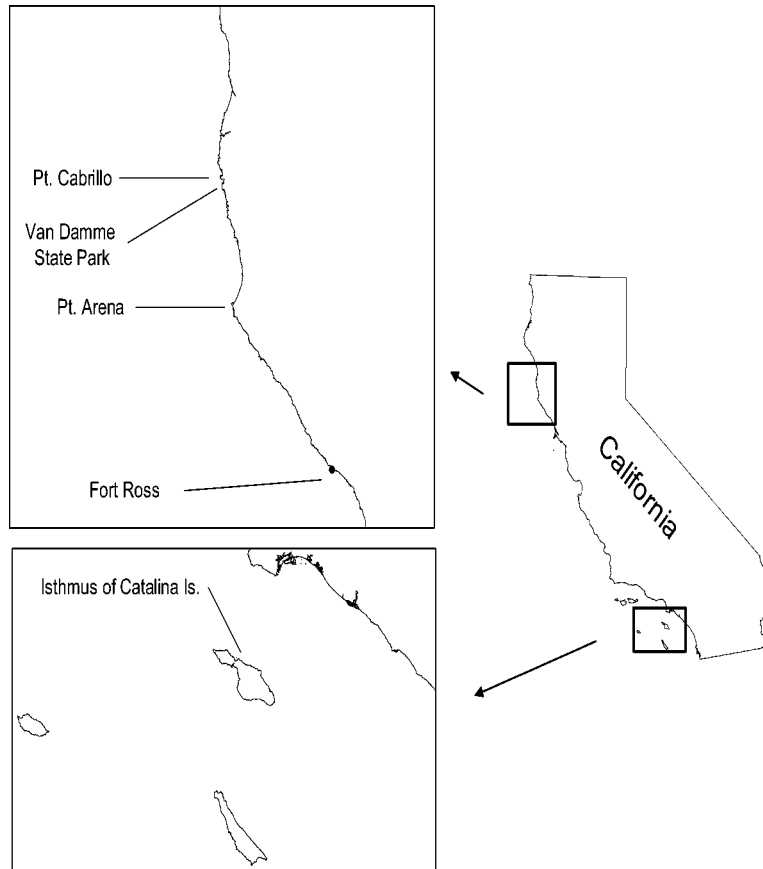 Pt. Cabrillo
Van Damme
State Park
Pt. Arena
Fort Ross
California
Isthmus of Catalina Is.